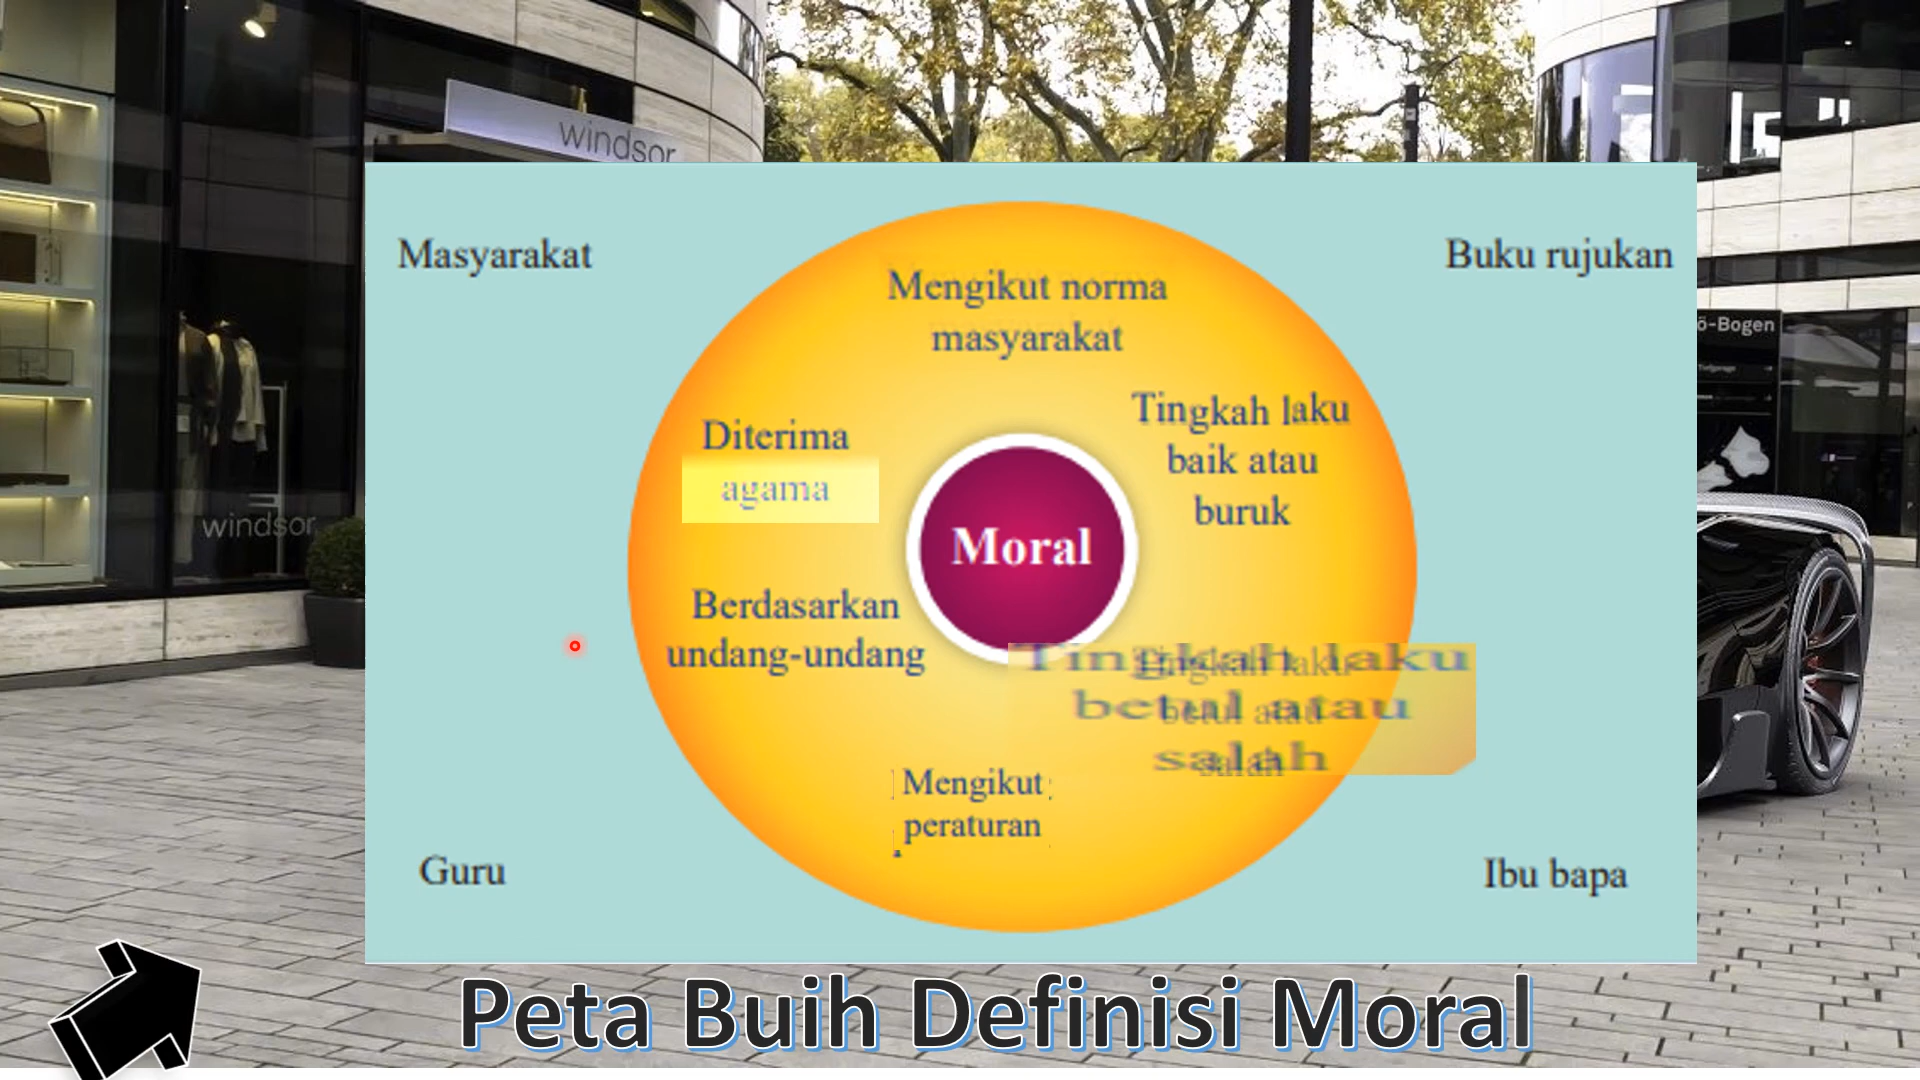 windsor
Masyarakat
Buku rujukan
Mengikut norma
masyarakat
ö-Bogen
Tingkah laku
baik atau
buruk
Diterima
agama
windsor
Moral
Berdasarkan
undang-undang
Tingkah laku
betul atau
salah
Mengikut
peraturan
Guru
Ibu bapa
Peta Buih Definisi Moral